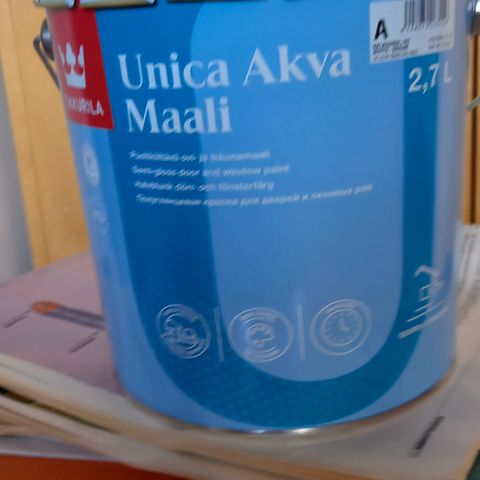 A
Unica Akva
2,7 L
TIKKURILA
Maali
Puolikiiltävä ovi- ja ikkunamaali
Semi-gloss door and window paint
Halvblank dörr- och fönsterfärg
Полуглянцевая краска для дверей и оконных рам